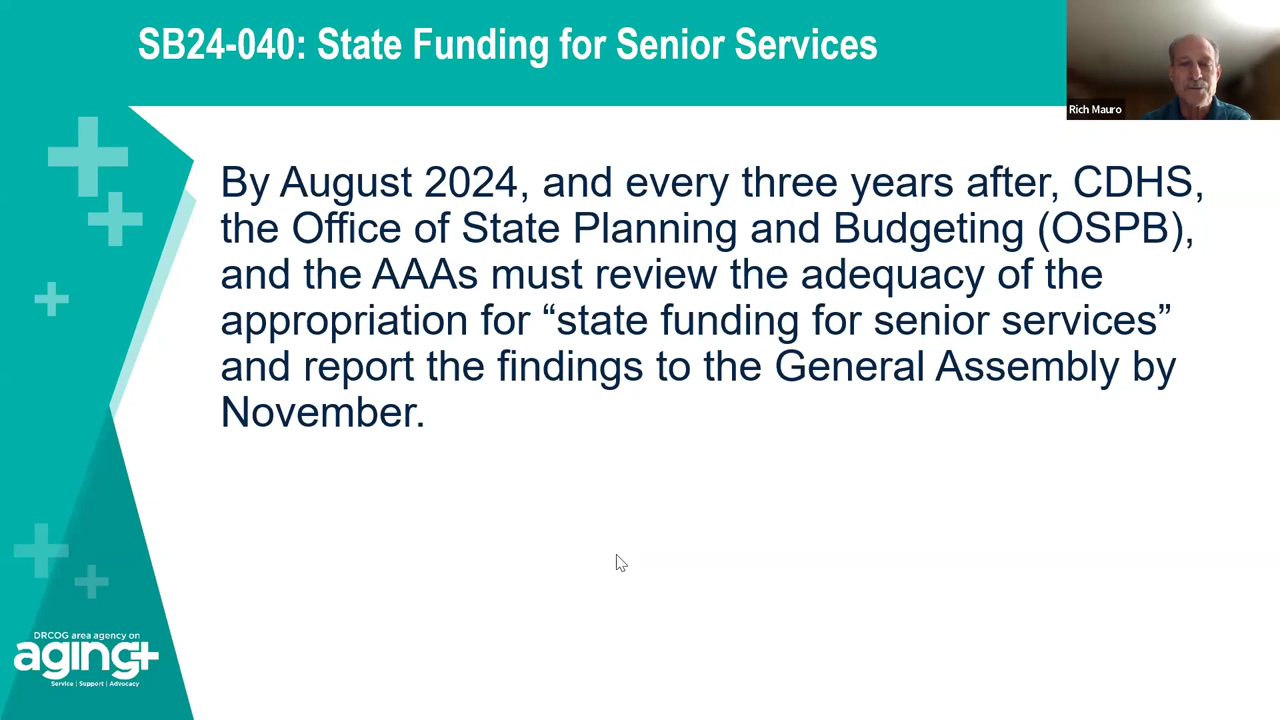 SB24-040: State Funding for Senior Services
Rich Mauro
By August 2024, and every three years after, CDHS,
the Office of State Planning and Budgeting (OSPB),
and the AAAs must review the adequacy of the
appropriation for “state funding for senior services”
and report the findings to the General Assembly by
November.
DRCOG area agency on
aging+
Service | Support | Advocacy